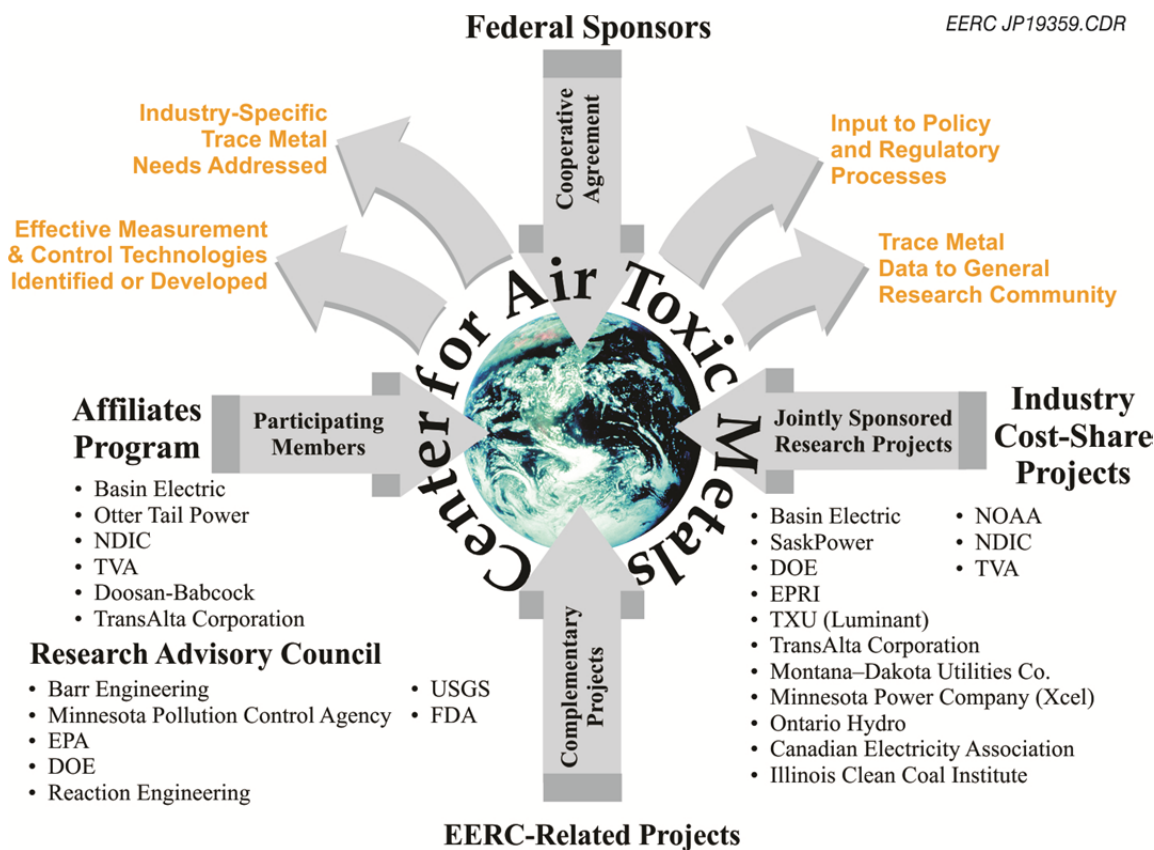 Federal Sponsors
EERC JP19359.CDR
Cooperative
Agreement
Industry-Specific
Trace Metal
Needs Addressed
Effective Measurement
& Control Technologies
Identified or Developed
Input to Policy
and Regulatory
Processes
Trace Metal
Data to General
Research Community
Center for Air Toxic Metals
Affiliates
Program
Participating
Members
• Basin Electric
• Otter Tail Power
• NDIC
• TVA
• Doosan-Babcock
• TransAlta Corporation
Research Advisory Council
• Barr Engineering
• Minnesota Pollution Control Agency
• EPA
• DOE
• Reaction Engineering
• USGS
• FDA
Jointly Sponsored
Research Projects
Industry
Cost-Share
Projects
• Basin Electric
• SaskPower
• DOE
• EPRI
• TXU (Luminant)
• TransAlta Corporation
• Montana–Dakota Utilities Co.
• Minnesota Power Company (Xcel)
• Ontario Hydro
• Canadian Electricity Association
• Illinois Clean Coal Institute
• NOAA
• NDIC
• TVA
Complementary
Projects
EERC-Related Projects